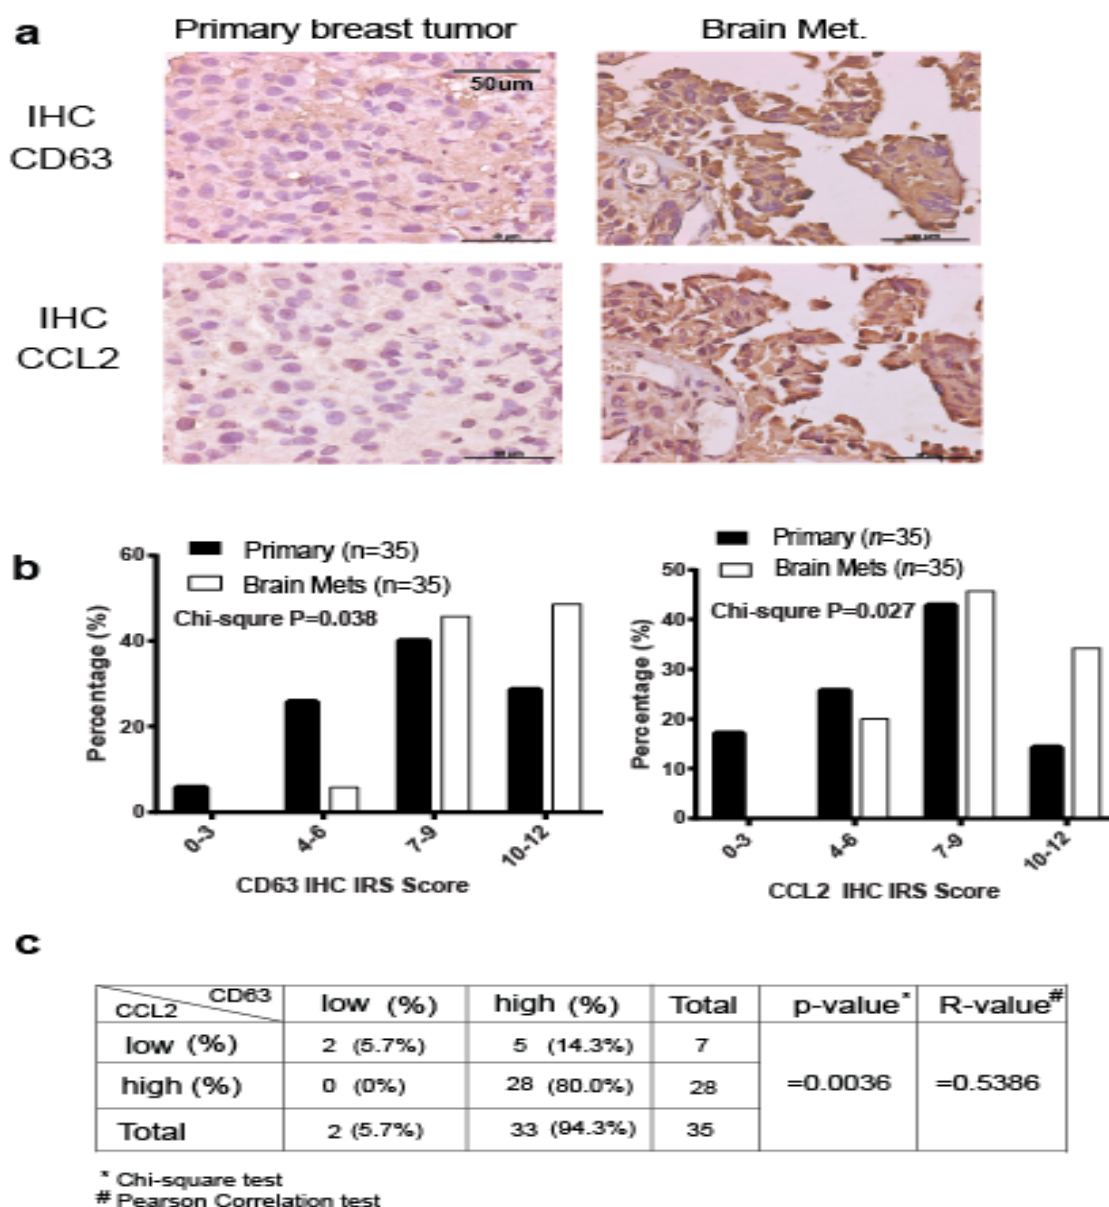 a
Primary breast tumor
Brain Met.
IHC
CD63
50um
IHC
CCL2
b
Primary (n=35)
Brain Mets (n=35)
Chi-squre P=0.038
Percentage (%)
60
40
20
0
0-3
4-6
7-9
10-12
CD63 IHC IRS Score
Primary (n=35)
Brain Mets (n=35)
Chi-squre P=0.027
Percentage (%)
50
40
30
20
10
0
0-3
4-6
7-9
10-12
CCL2 IHC IRS Score
c
CD63
CCL2
low (%)
high (%)
Total
p-value*
R-value#
low (%)
2 (5.7%)
5 (14.3%)
7
high (%)
0 (0%)
28 (80.0%)
28
=0.0036
=0.5386
Total
2 (5.7%)
33 (94.3%)
35
* Chi-square test
# Pearson Correlation test